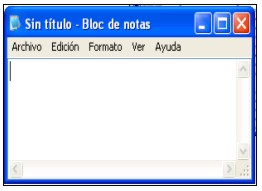 Sin título - Bloc de notas
Archivo Edición Formato Ver Ayuda